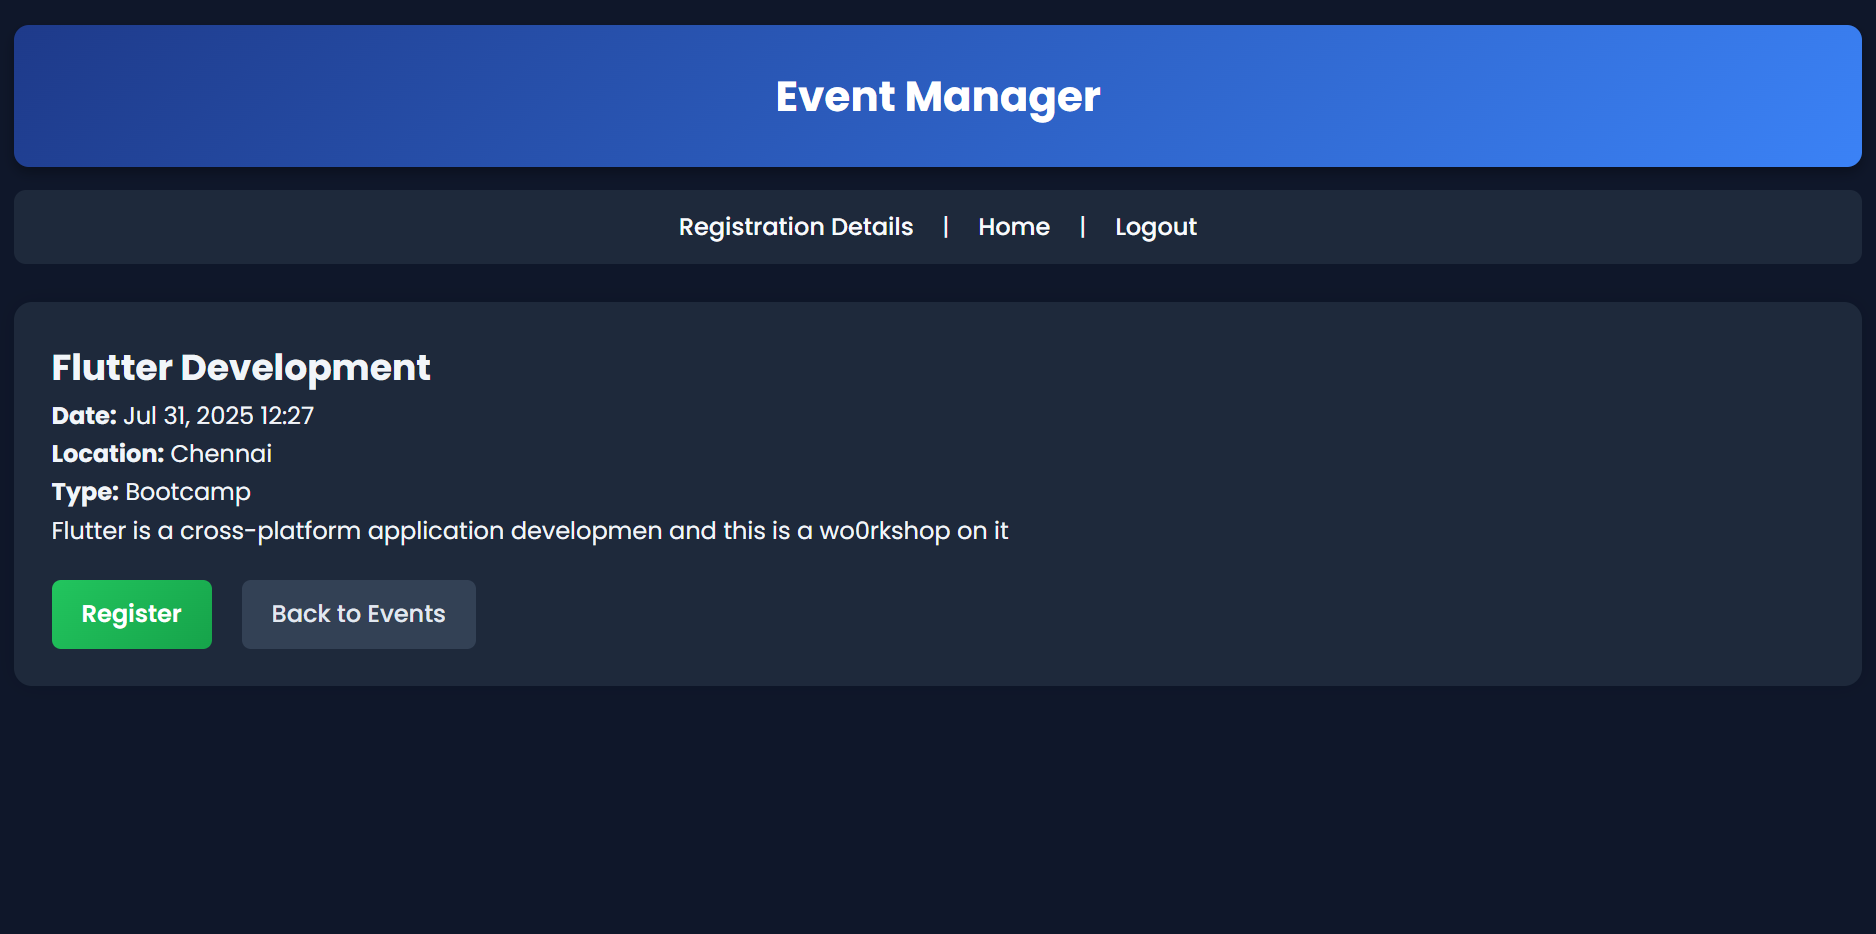 Event Manager
Registration Details | Home | Logout
Flutter Development
Date: Jul 31, 2025 12:27
Location: Chennai
Type: Bootcamp
Flutter is a cross-platform application developmen and this is a wo0rkshop on it
Register Back to Events